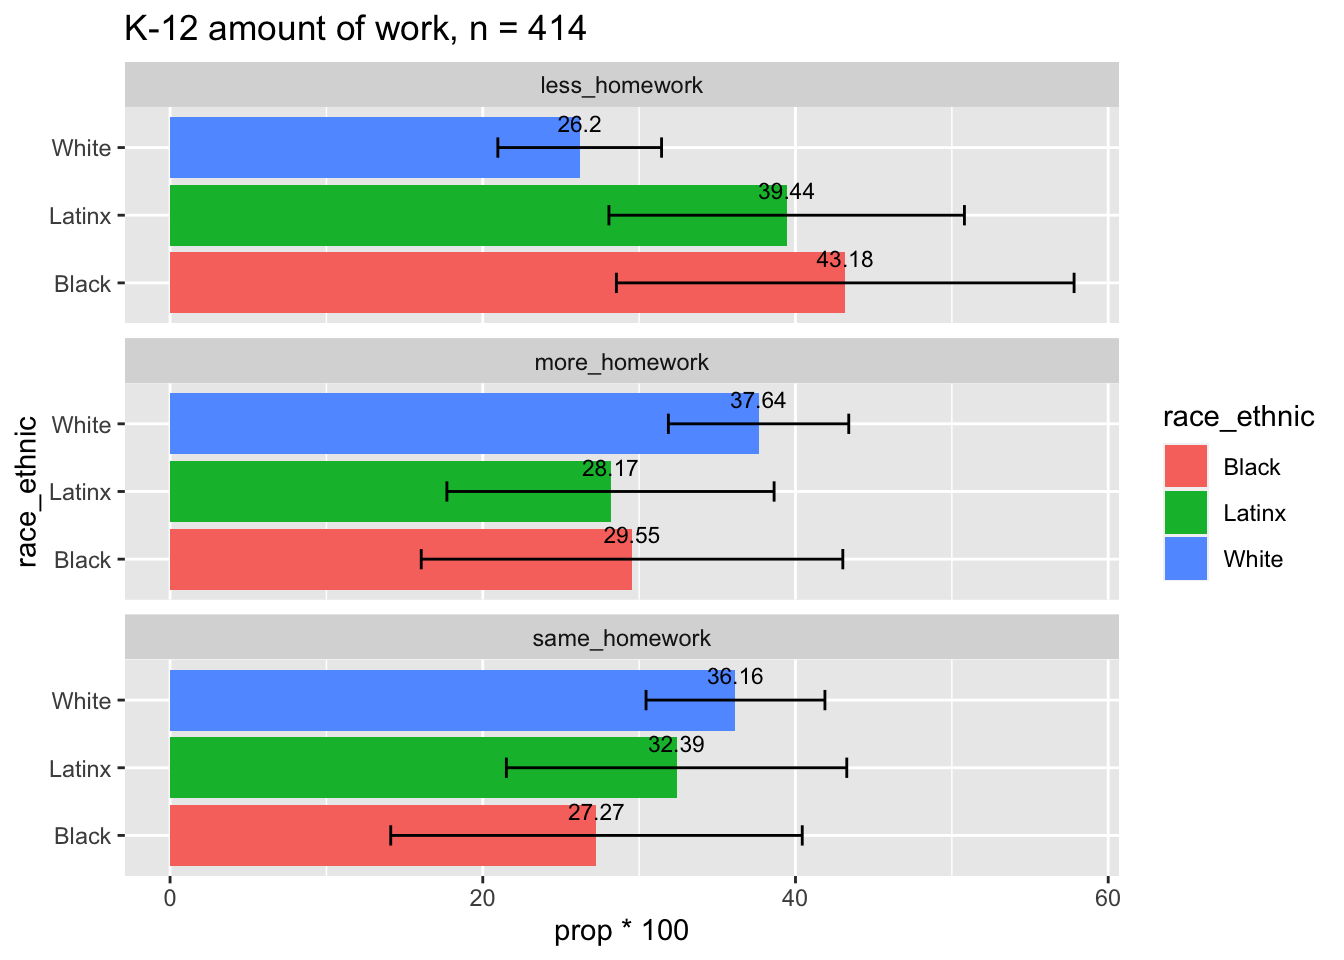 K-12 amount of work, n = 414
less_homework
White
26.2
Latinx
39.44
Black
43.18
more_homework
White
37.64
Latinx
28.17
Black
29.55
same_homework
White
36.16
Latinx
32.39
Black
27.27
0 20 40 60
prop * 100
race_ethnic
race_ethnic
Black
Latinx
White